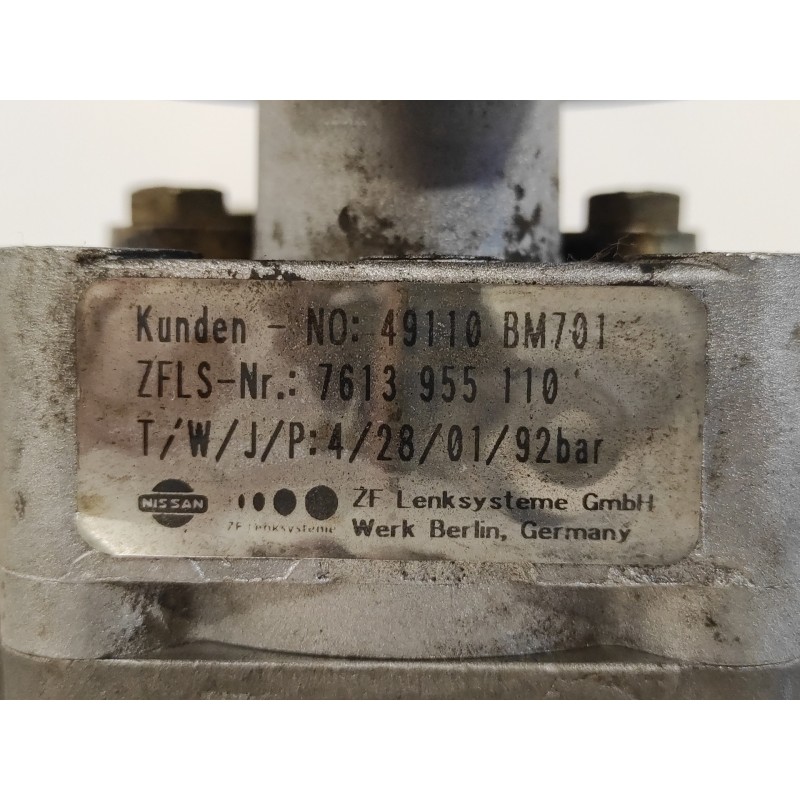 Kunden - NO: 49110 BM701
ZFLS-Nr.: 7613 955 110
T/W/J/P: 4/28/01/92bar
NISSAN ZF Lenksysteme ZF Lenksysteme GmbH
Werk Berlin, Germany